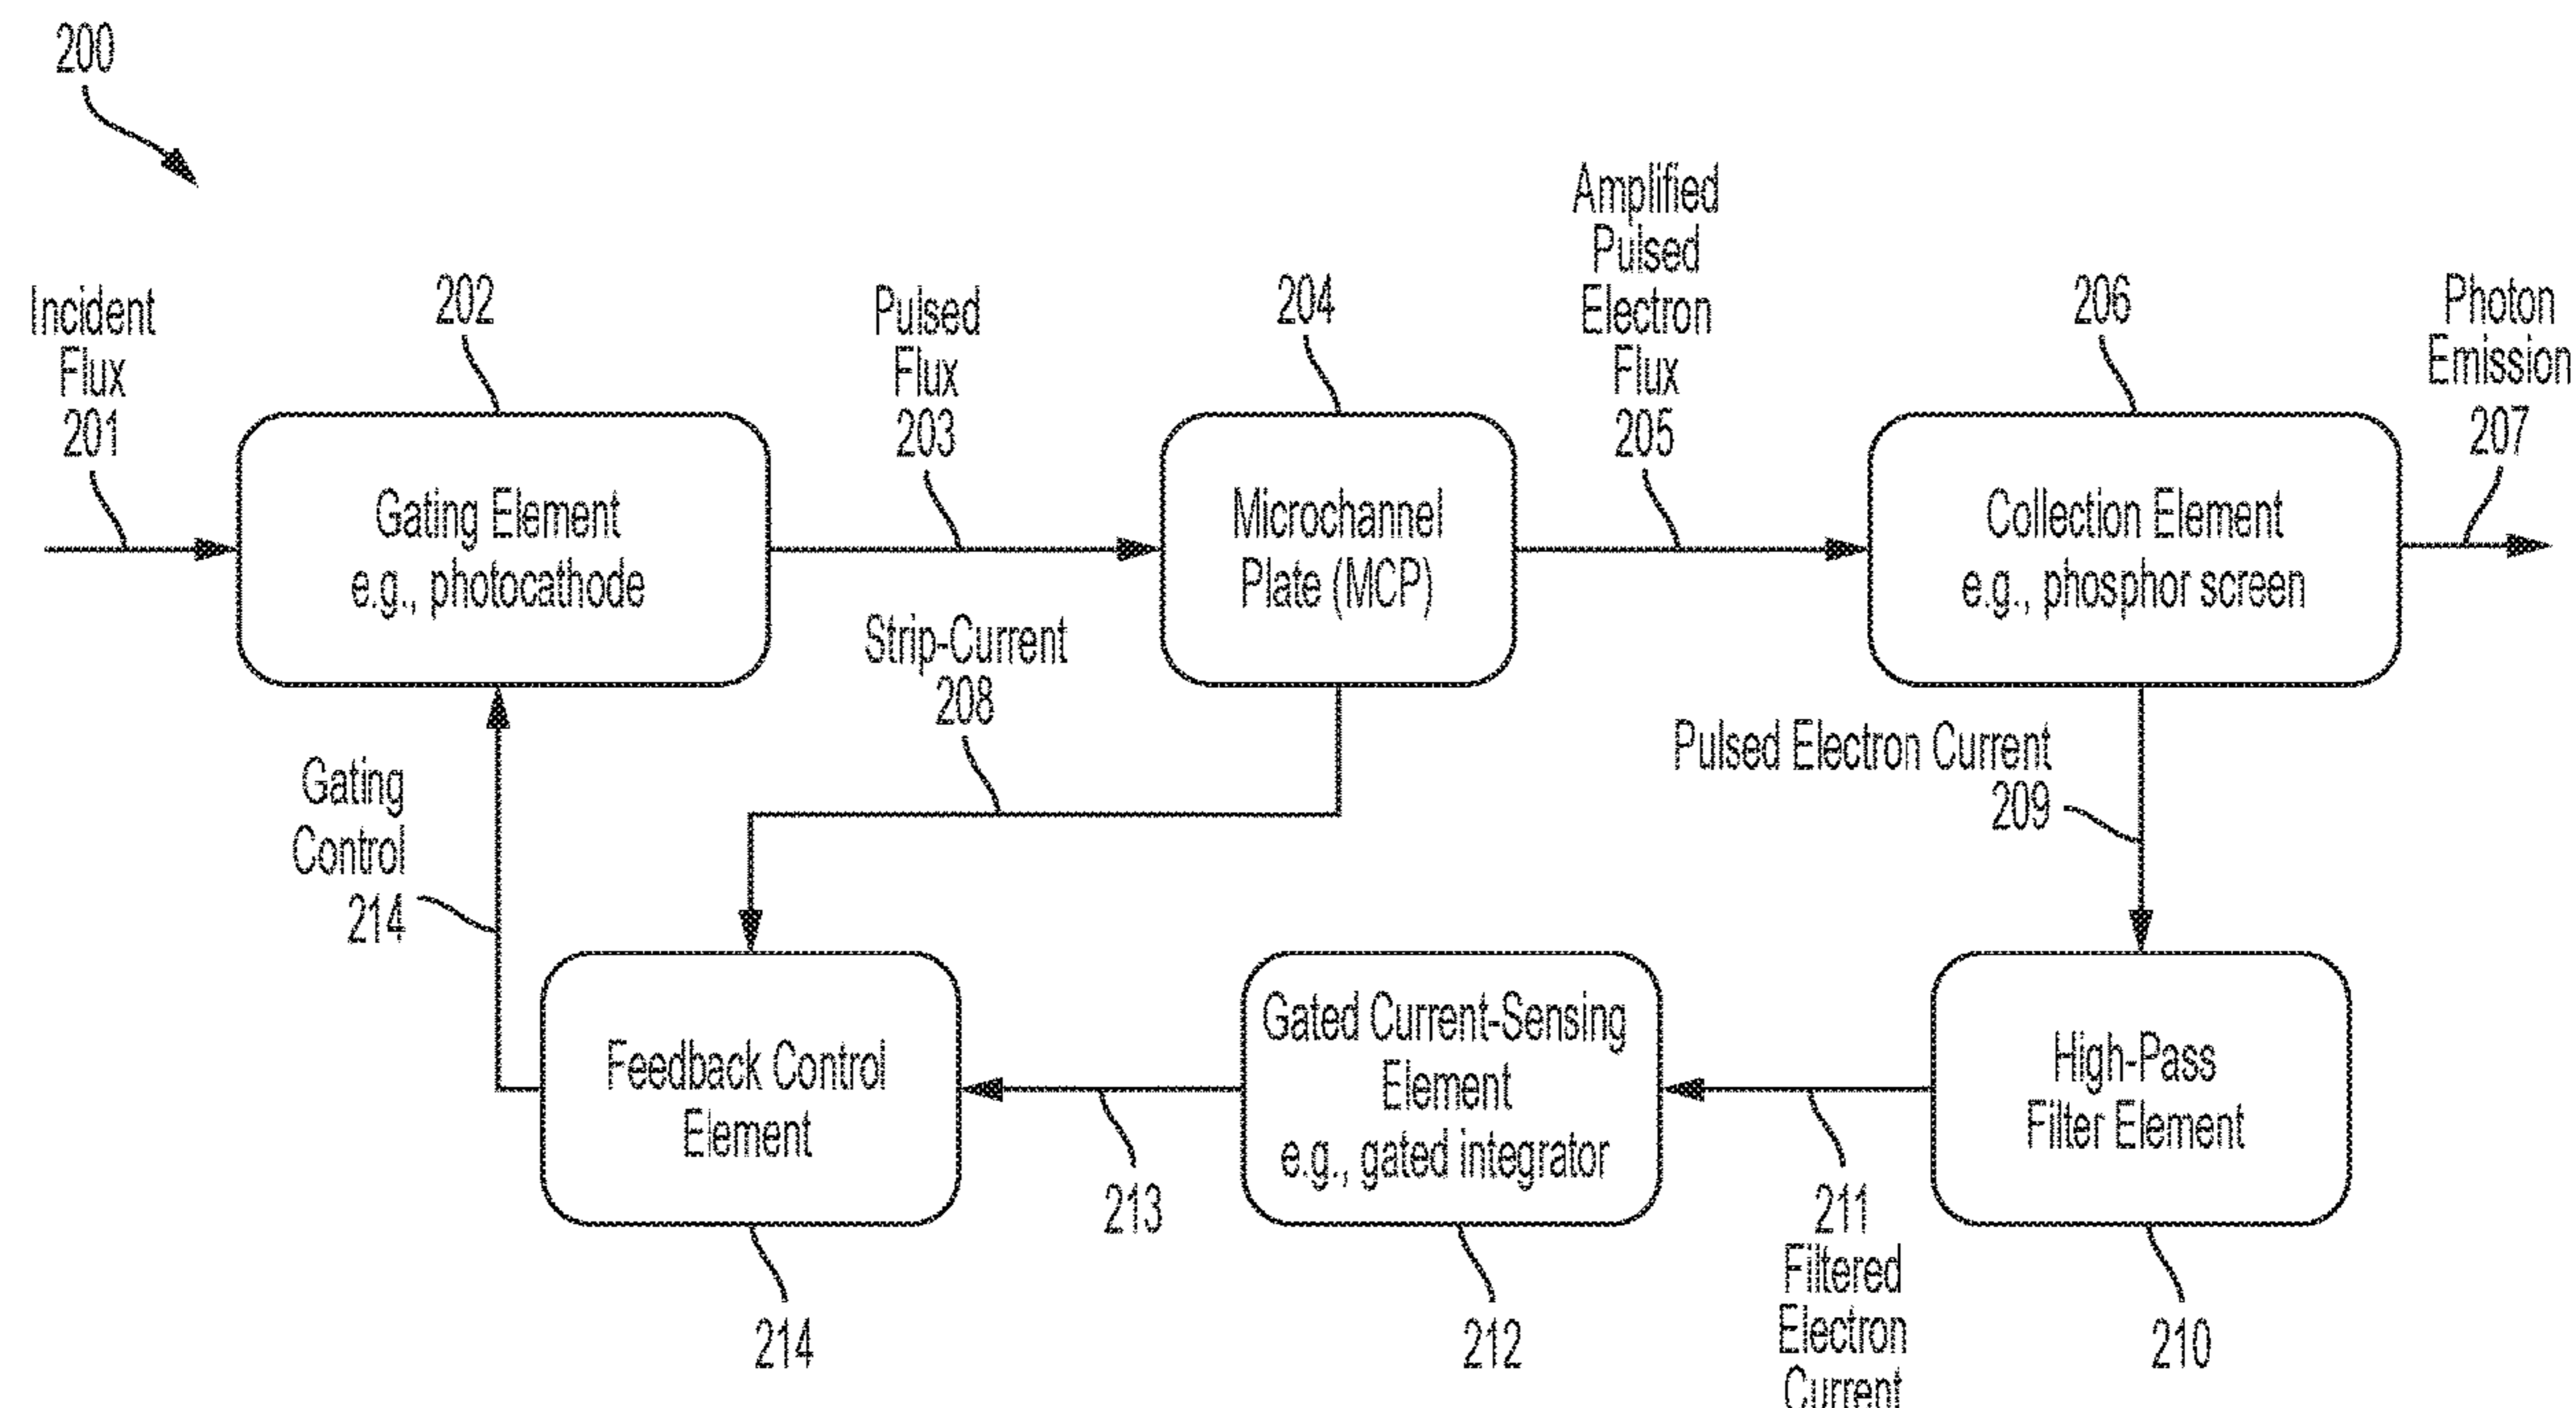 200
Incident
Flux
201
202
Pulsed
Flux
203
204
Amplified
Pulsed
Electron
Flux
205
206
Photon
Emission
207
Gating Element
e.g., photocathode
Microchannel
Plate (MCP)
Collection Element
e.g., phosphor screen
Strip-Current
208
Pulsed Electron Current
209
Gating
Control
214
Feedback Control
Element
214
213
Gated Current-Sensing
Element
e.g., gated integrator
212
211
Filtered
Electron
Current
High-Pass
Filter Element
210